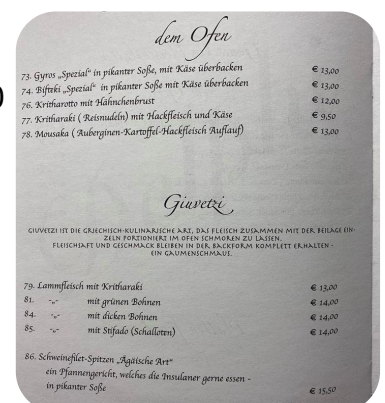 dem Ofen
73. Gyros „Spezial“ in pikanter Soße, mit Käse überbacken € 13,00
74. Bifteki „Spezial“ in pikanter Soße mit Käse überbacken € 13,00
76. Kritharotto mit Hähnchenbrust € 12,00
77. Kritharaki ( Reisnudeln) mit Hackfleisch und Käse € 9,50
78. Mousaka ( Auberginen-Kartoffel-Hackfleisch Auflauf) € 13,00
Giuvetzi
GIUVETZI IST DIE GRIECHISCH-KULINARISCHE ART, DAS FLEISCH ZUSAMMEN MIT DER BEILAGE EIN-
ZELN PORTIONIERT IM OFEN SCHMOREN ZU LASSEN.
FLEISCHSAFT UND GESCHMACK BLEIBEN IN DER BACKFORM KOMPLETT ERHALTEN -
EIN GAUMENSCHMAUS.
79. Lammfleisch mit Kritharaki € 13,00
81. -"- mit grünen Bohnen € 14,00
84. -"- mit dicken Bohnen € 14,00
85. -"- mit Stifado (Schalloten) € 14,00
86. Schweinefilet-Spitzen „Ägäische Art“
ein Pfannengericht, welches die Insulaner gerne essen -
in pikanter Soße € 15,50